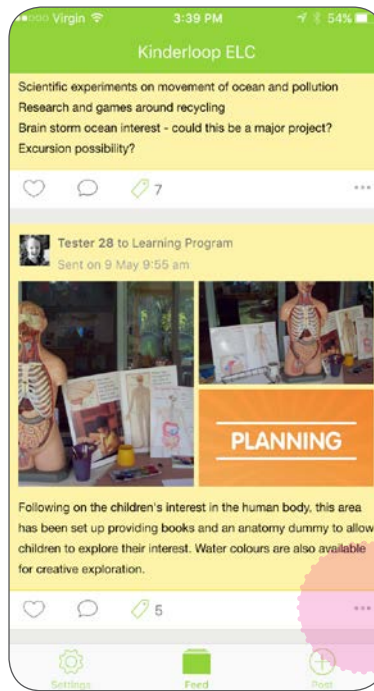 Virgin 3:39 PM 54%
Kinderloop ELC
Scientific experiments on movement of ocean and pollution
Research and games around recycling
Brain storm ocean interest - could this be a major project?
Excursion possibility?
7
Tester 28 to Learning Program
Sent on 9 May 9:55 am
PLANNING
Following on the children's interest in the human body, this area
has been set up providing books and an anatomy dummy to allow
children to explore their interest. Water colours are also available
for creative exploration.
5
Settings Feed Post